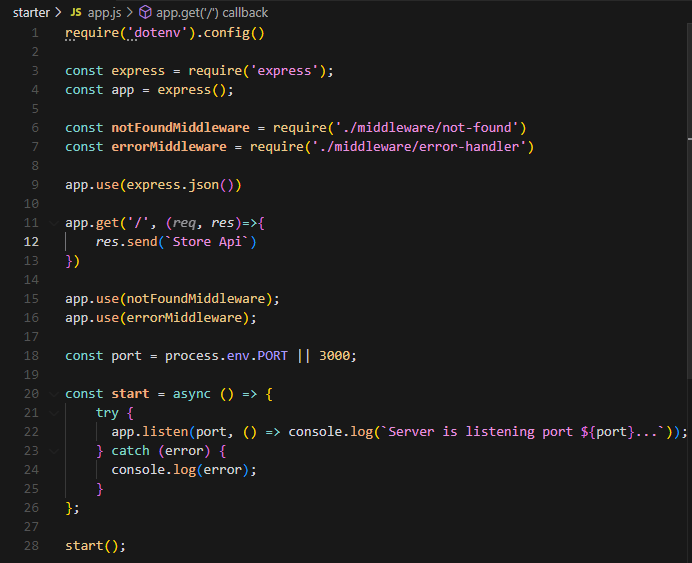 starter > JS app.js > app.get('/') callback
1 require('dotenv').config()
2
3 const express = require('express');
4 const app = express();
5
6 const notFoundMiddleware = require('./middleware/not-found')
7 const errorMiddleware = require('./middleware/error-handler')
8
9 app.use(express.json())
10
11 app.get('/', (req, res)=>{
12     res.send(`Store Api`)
13 })
14
15 app.use(notFoundMiddleware);
16 app.use(errorMiddleware);
17
18 const port = process.env.PORT || 3000;
19
20 const start = async () => {
21     try {
22       app.listen(port, () => console.log(`Server is listening port ${port}...`));
23     } catch (error) {
24       console.log(error);
25     }
26 };
27
28 start();